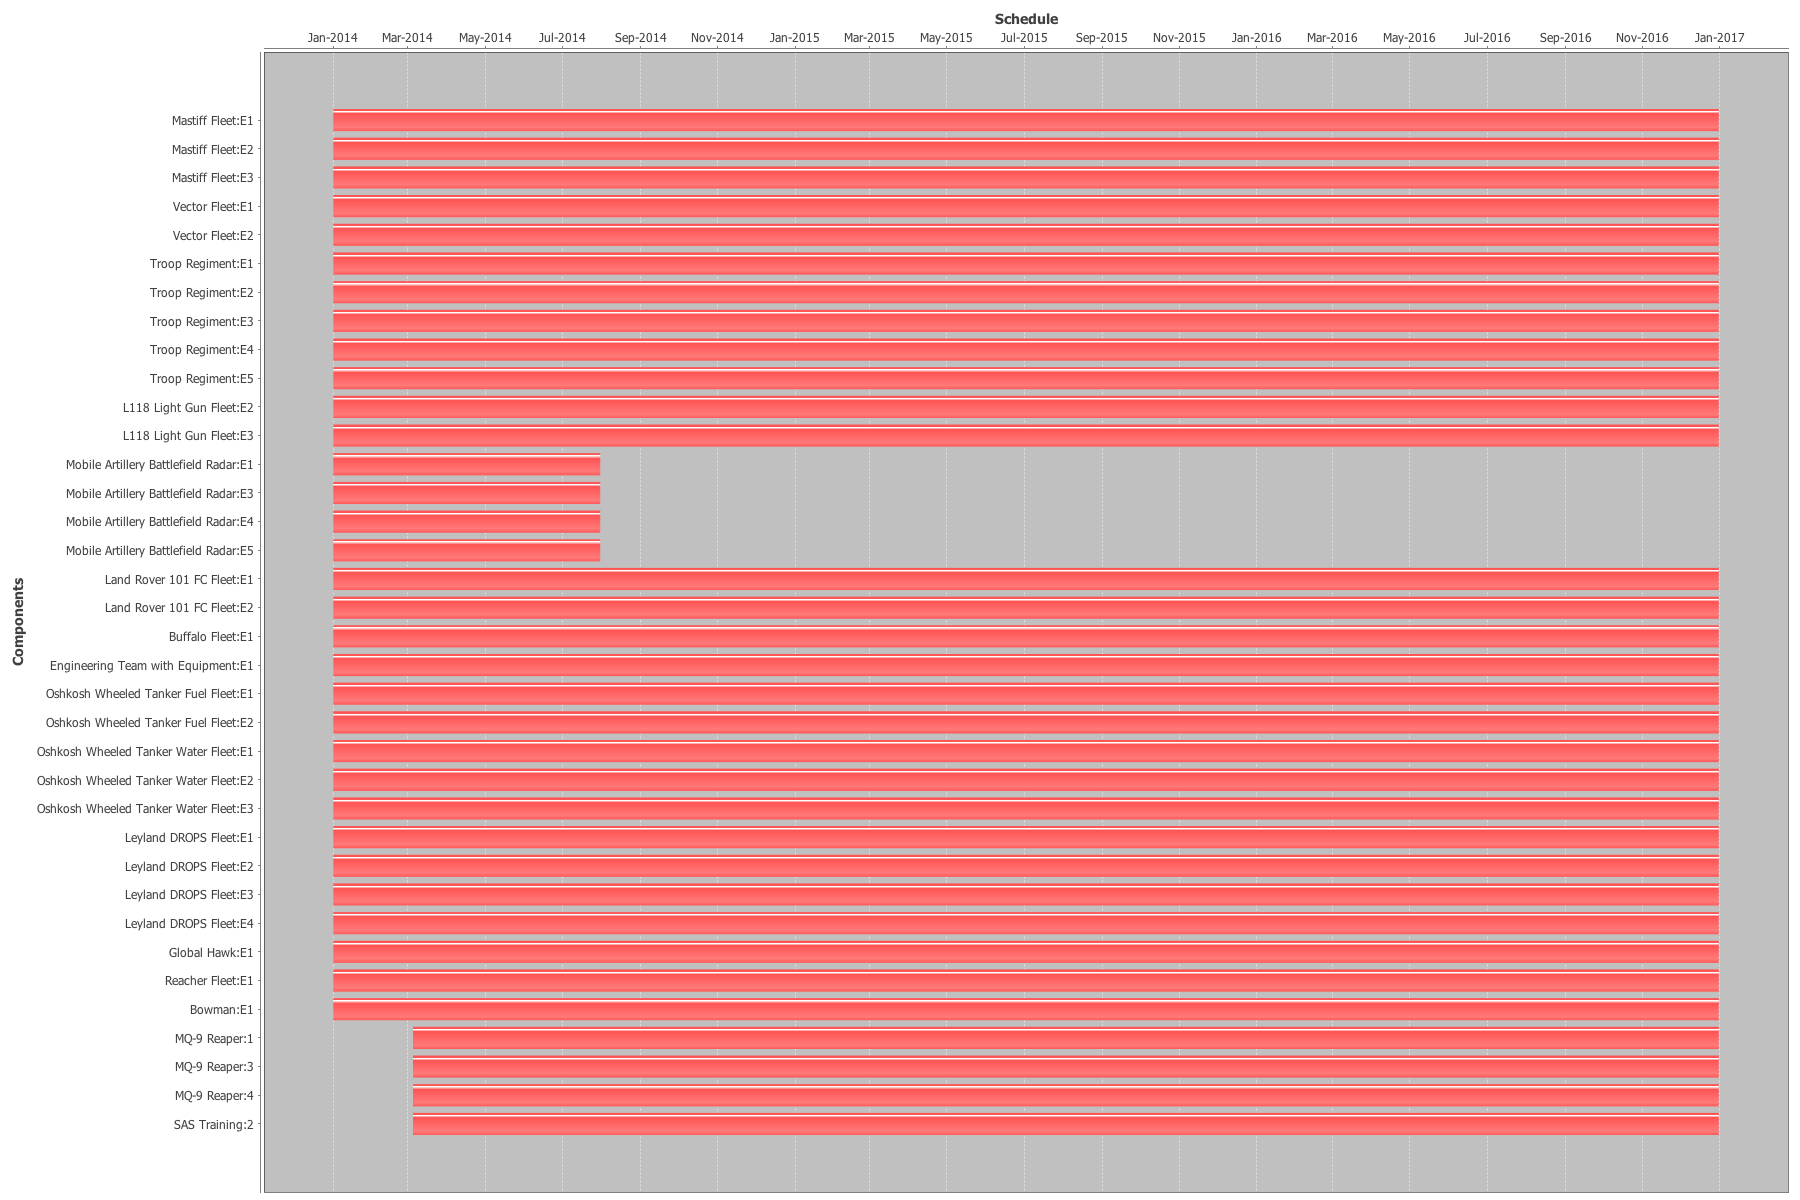 Schedule
Jan-2014 Mar-2014 May-2014 Jul-2014 Sep-2014 Nov-2014 Jan-2015 Mar-2015 May-2015 Jul-2015 Sep-2015 Nov-2015 Jan-2016 Mar-2016 May-2016 Jul-2016 Sep-2016 Nov-2016 Jan-2017
Components
Mastiff Fleet:E1
Mastiff Fleet:E2
Mastiff Fleet:E3
Vector Fleet:E1
Vector Fleet:E2
Troop Regiment:E1
Troop Regiment:E2
Troop Regiment:E3
Troop Regiment:E4
Troop Regiment:E5
L118 Light Gun Fleet:E2
L118 Light Gun Fleet:E3
Mobile Artillery Battlefield Radar:E1
Mobile Artillery Battlefield Radar:E3
Mobile Artillery Battlefield Radar:E4
Mobile Artillery Battlefield Radar:E5
Land Rover 101 FC Fleet:E1
Land Rover 101 FC Fleet:E2
Buffalo Fleet:E1
Engineering Team with Equipment:E1
Oshkosh Wheeled Tanker Fuel Fleet:E1
Oshkosh Wheeled Tanker Fuel Fleet:E2
Oshkosh Wheeled Tanker Water Fleet:E1
Oshkosh Wheeled Tanker Water Fleet:E2
Oshkosh Wheeled Tanker Water Fleet:E3
Leyland DROPS Fleet:E1
Leyland DROPS Fleet:E2
Leyland DROPS Fleet:E3
Leyland DROPS Fleet:E4
Global Hawk:E1
Reacher Fleet:E1
Bowman:E1
MQ-9 Reaper:1
MQ-9 Reaper:3
MQ-9 Reaper:4
SAS Training:2